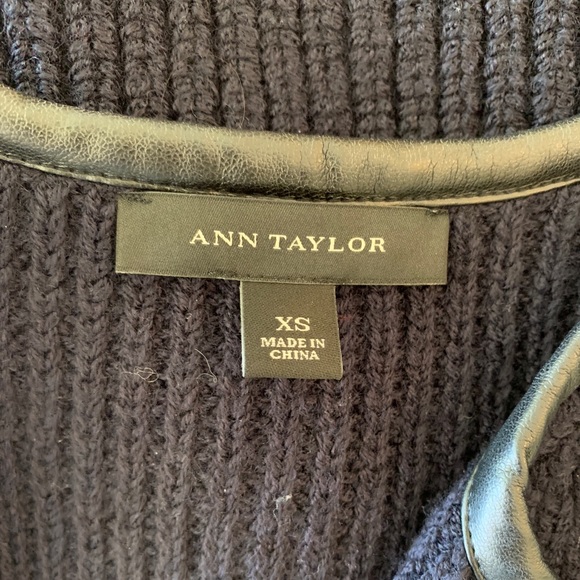 ANN TAYLOR
XS
MADE IN
CHINA